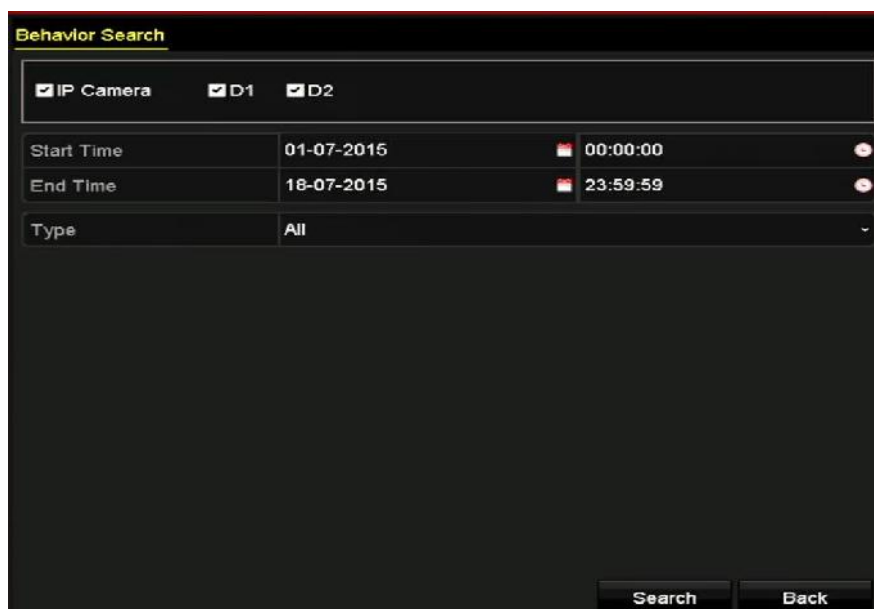 Behavior Search
IP Camera D1 D2
Start Time 01-07-2015 00:00:00
End Time 18-07-2015 23:59:59
Type All
Search Back